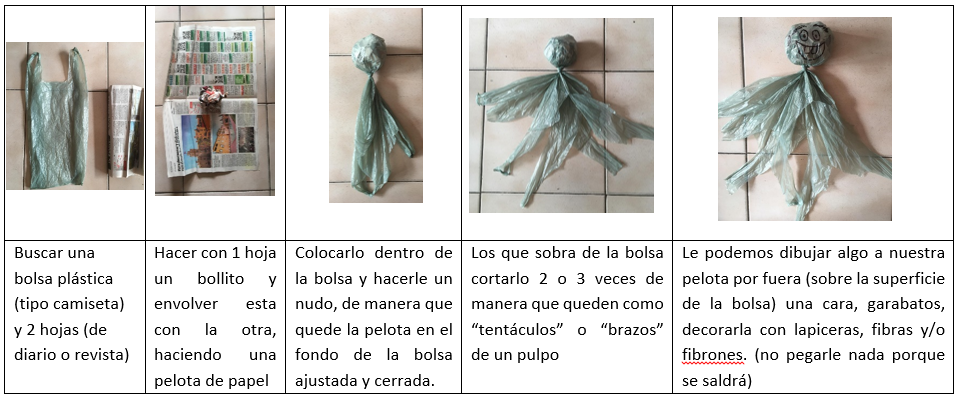 Buscar una
bolsa plástica
(tipo camiseta)
y 2 hojas (de
diario o revista)
Hacer con 1 hoja
un bollito y
envolver esta
con la otra,
haciendo una
pelota de papel
Colocarlo dentro de
la bolsa y hacerle un
nudo, de manera que
quede la pelota en el
fondo de la bolsa
ajustada y cerrada.
Los que sobra de la bolsa
cortarlo 2 o 3 veces de
manera que queden como
“tentáculos” o “brazos”
de un pulpo
Le podemos dibujar algo a nuestra
pelota por fuera (sobre la superficie
de la bolsa) una cara, garabatos,
decorarla con lapiceras, fibras y/o
fibrones. (no pegarle nada porque
se saldrá)